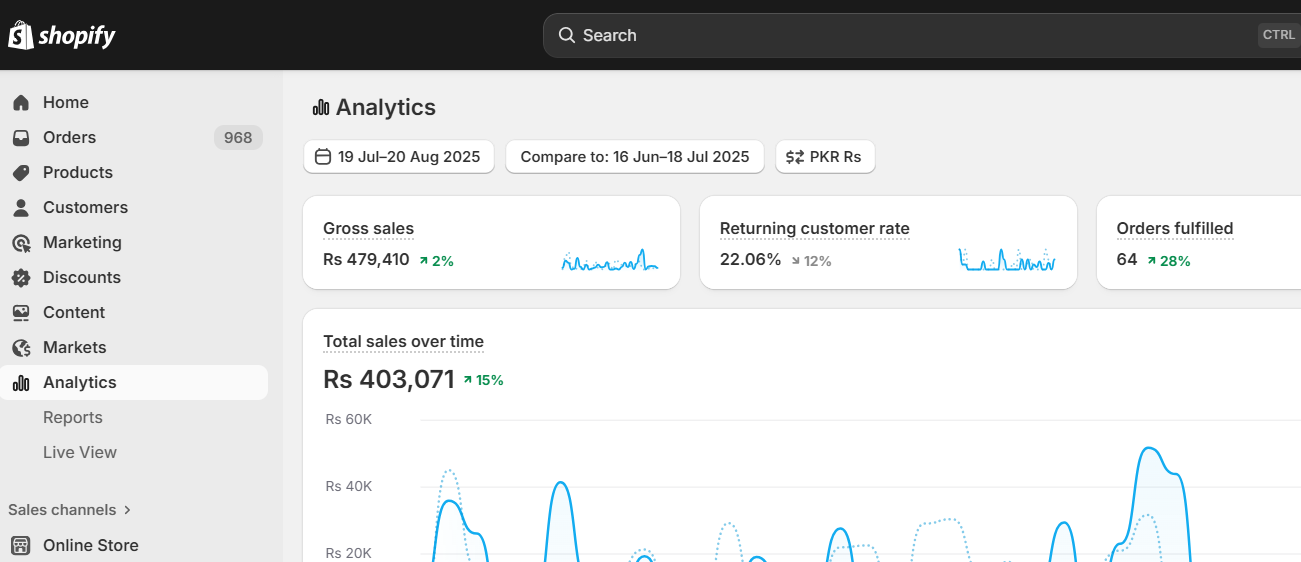 shopify
Search
CTRL
Home
Orders 968
Products
Customers
Marketing
Discounts
Content
Markets
Analytics
Reports
Live View
Sales channels
Online Store
Analytics
19 Jul–20 Aug 2025 Compare to: 16 Jun–18 Jul 2025 PKR Rs
Gross sales
Rs 479,410 2%
Returning customer rate
22.06% 12%
Orders fulfilled
64 28%
Total sales over time
Rs 403,071 15%
Rs 60K
Rs 40K
Rs 20K